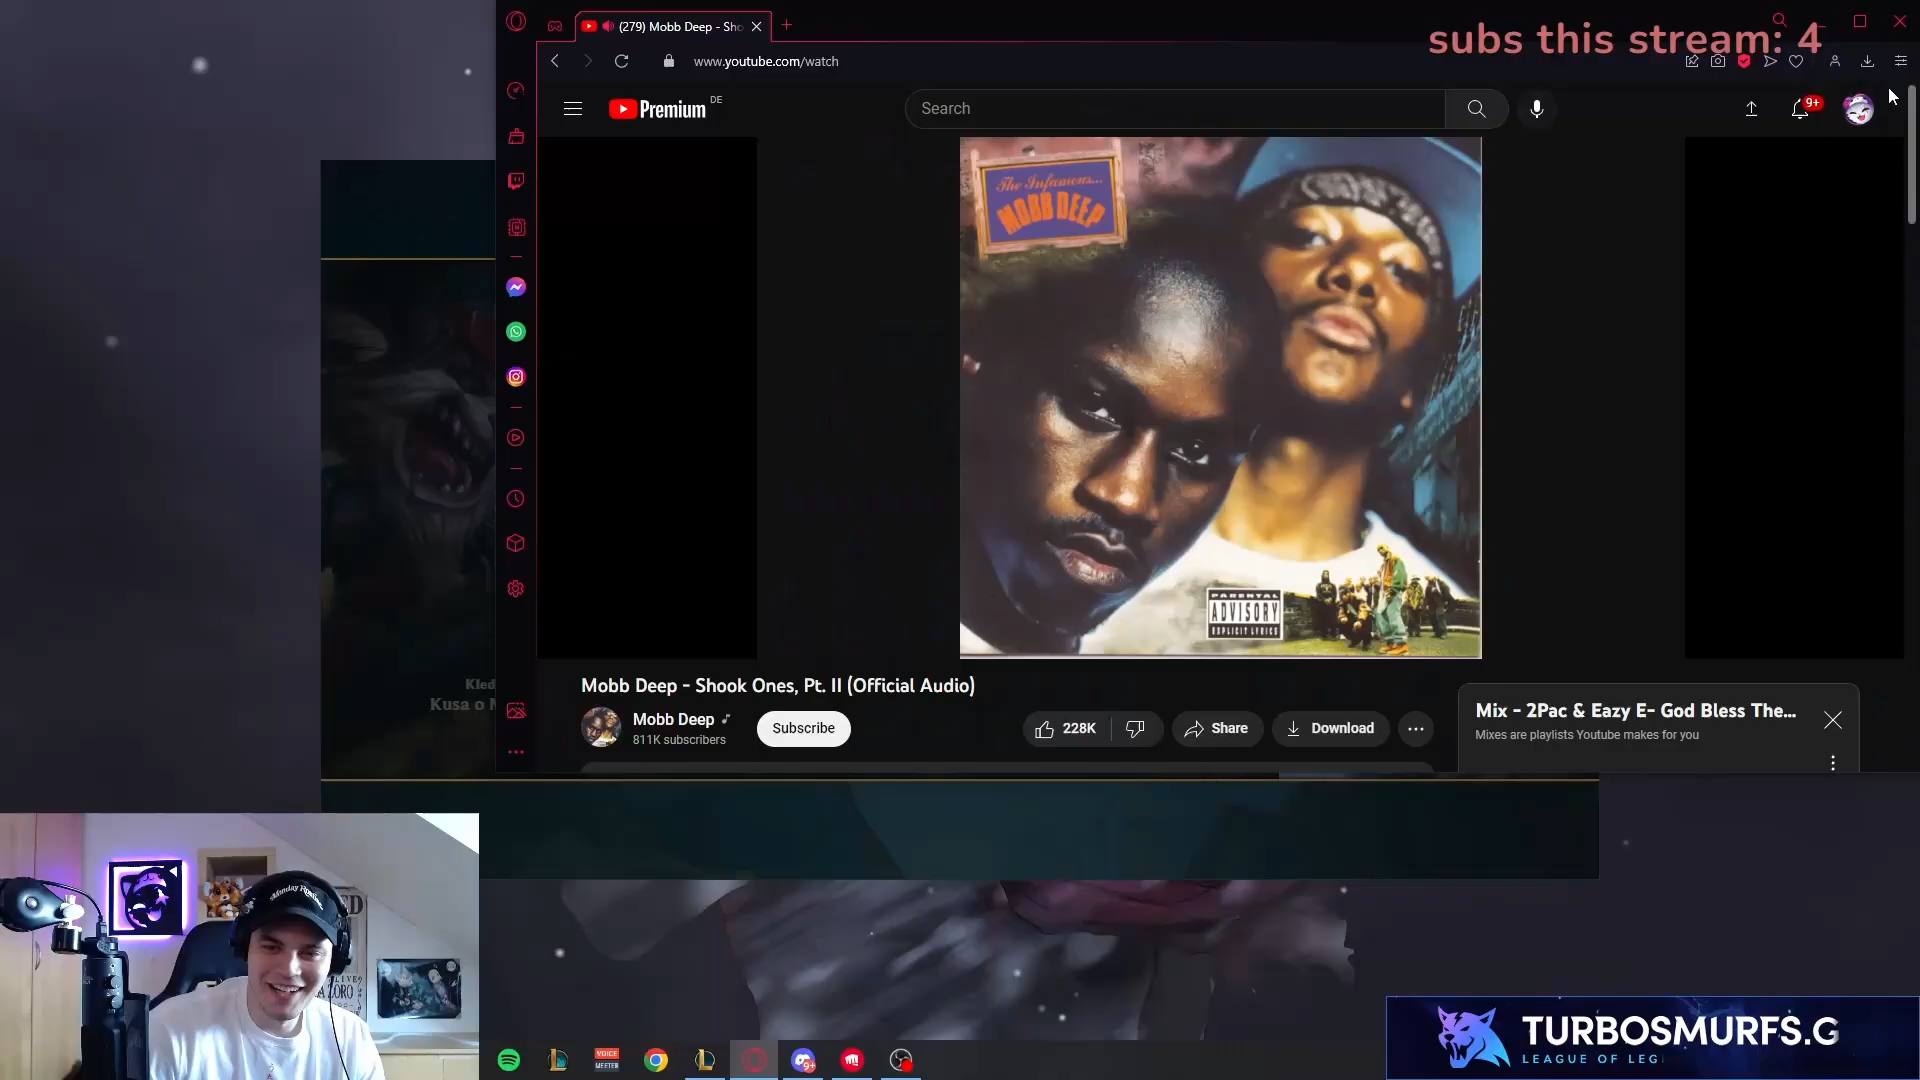 (279) Mobb Deep - Sho
subs this stream: 4
www.youtube.com/watch
Premium
DE
Search
9+
The Infamous...
MOBB DEEP
PARENTAL
ADVISORY
EXPLICIT LYRICS
Kled
Kusa o
Mobb Deep - Shook Ones, Pt. II (Official Audio)
Mobb Deep
811K subscribers
Subscribe
228K
Share
Download
Mix - 2Pac & Eazy E- God Bless The...
Mixes are playlists Youtube makes for you
VOICE
MEETER
9+
TURBOSMURFS.G
LEAGUE OF LEG